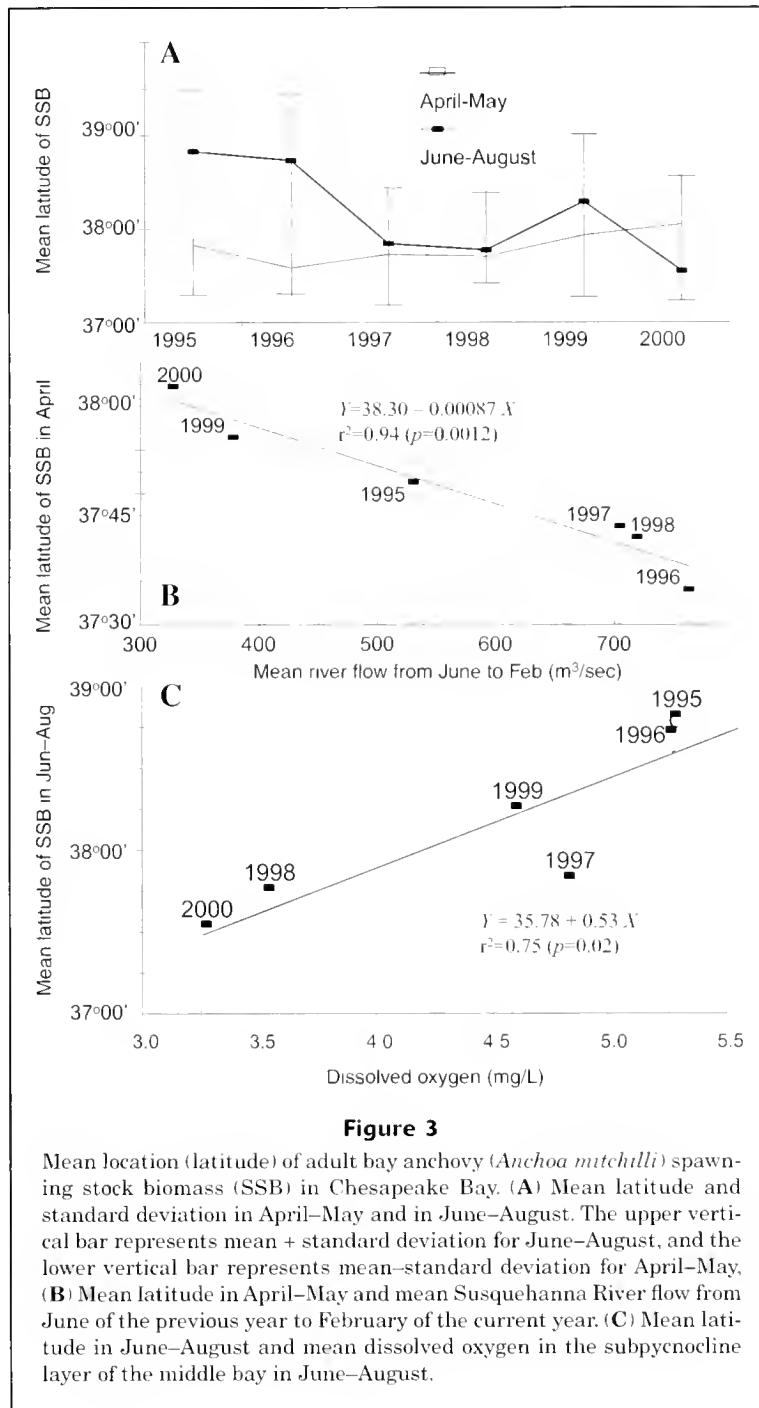 A
Mean latitude of SSB
39°00'
38°00'
37°00'
April-May
June-August
1995 1996 1997 1998 1999 2000
Mean latitude of SSB in April
38°00'
37°45'
37°30'
2000
1999
1995
1997
1998
1996
Y=38.30 – 0.00087 X
r²=0.94 (p=0.0012)
B
300 400 500 600 700
Mean river flow from June to Feb (m³/sec)
C
Mean latitude of SSB in Jun–Aug
39°00'
38°00'
37°00'
1995
1996
1999
1997
1998
2000
Y = 35.78 + 0.53 X
r²=0.75 (p=0.02)
3.0 3.5 4 0 4 5 5.0 5.5
Dissolved oxygen (mg/L)
Figure 3
Mean location (latitude) of adult bay anchovy (Anchoa mitchilli) spawn-
ing stock biomass (SSB) in Chesapeake Bay. (A) Mean latitude and
standard deviation in April–May and in June–August. The upper verti-
cal bar represents mean + standard deviation for June–August, and the
lower vertical bar represents mean–standard deviation for April–May,
(B) Mean latitude in April–May and mean Susquehanna River flow from
June of the previous year to February of the current year. (C) Mean lati-
tude in June–August and mean dissolved oxygen in the subpycnocline
layer of the middle bay in June–August.